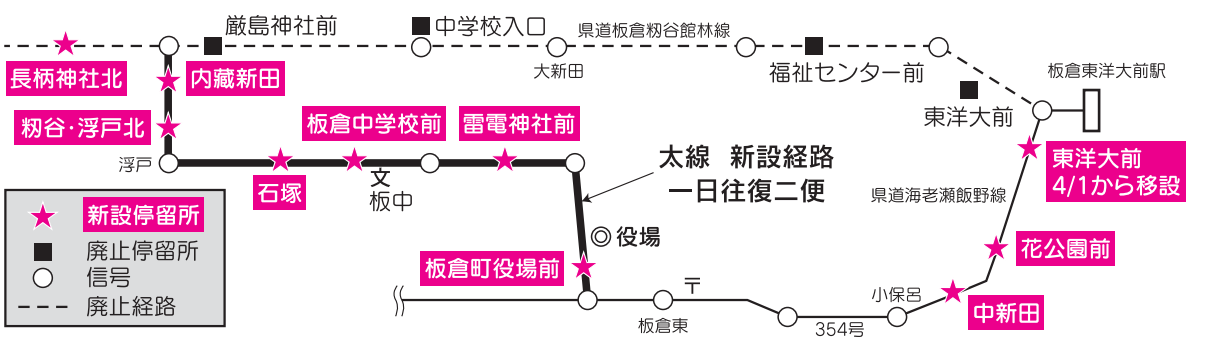 厳島神社前
中学校入口
県道板倉籾谷館林線
大新田
福祉センター前
板倉東洋大前駅
東洋大前
長柄神社北
内蔵新田
籾谷・浮戸北
浮戸
石塚
板倉中学校前
文
板中
雷電神社前
太線 新設経路
一日往復二便
東洋大前
4/1から移設
県道海老瀬飯野線
◎役場
板倉町役場前
花公園前
〒
板倉東
小保呂
中新田
354号
新設停留所
廃止停留所
信号
廃止経路